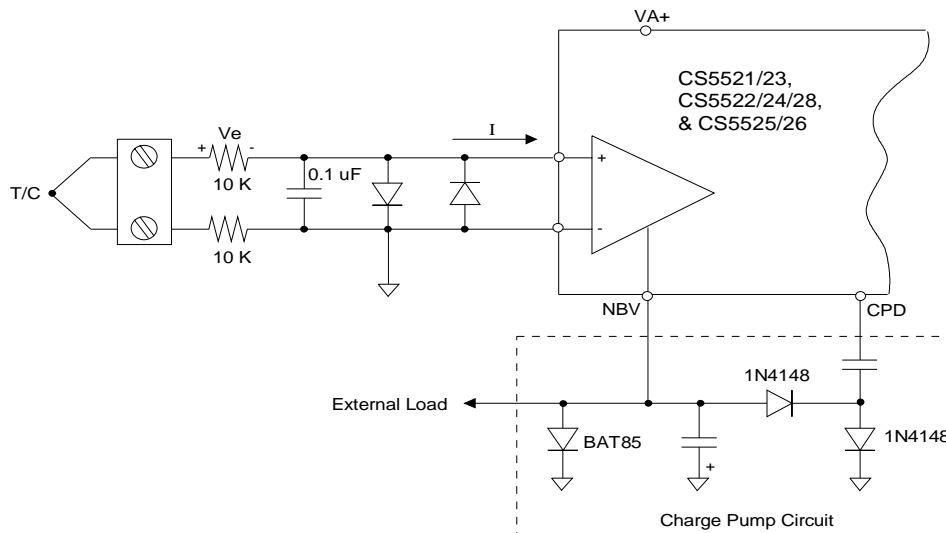 VA+
CS5521/23,
CS5522/24/28,
& CS5525/26
I
+ Ve -
10 K
0.1 uF
T/C
10 K
+
-
NBV
CPD
1N4148
External Load
BAT85
+
1N4148
Charge Pump Circuit